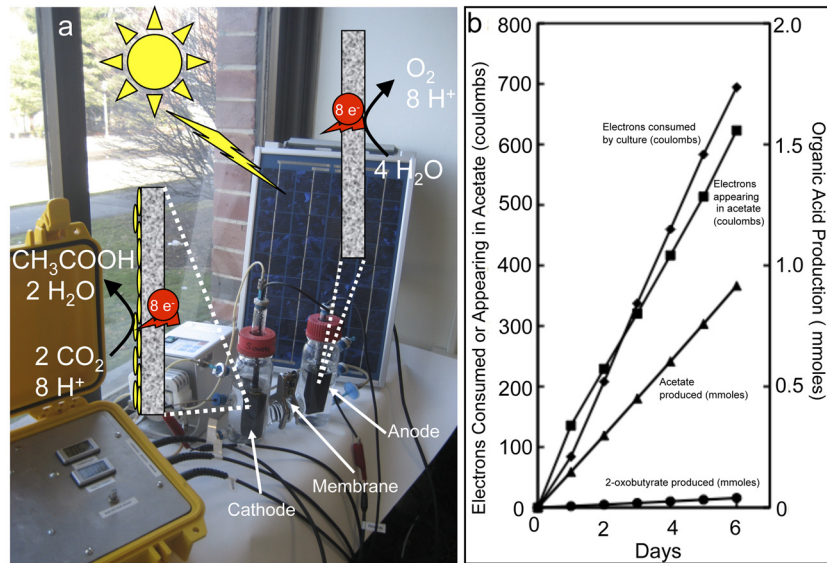 a
O₂
8 H⁺
8 e⁻
4 H₂O
CH₃COOH
2 H₂O
8 e⁻
2 CO₂
8 H⁺
Anode
Membrane
Cathode
b
Electrons Consumed or Appearing in Acetate (coulombs)
800
700
600
500
400
300
200
100
0
2.0
1.5
1.0
0.5
0
Organic Acid Production ( mmoles)
Electrons consumed
by culture (coulombs)
Electrons
appearing
in acetate
(coulombs)
Acetate
produced (mmoles)
2-oxobutyrate produced (mmoles)
0 2 4 6
Days